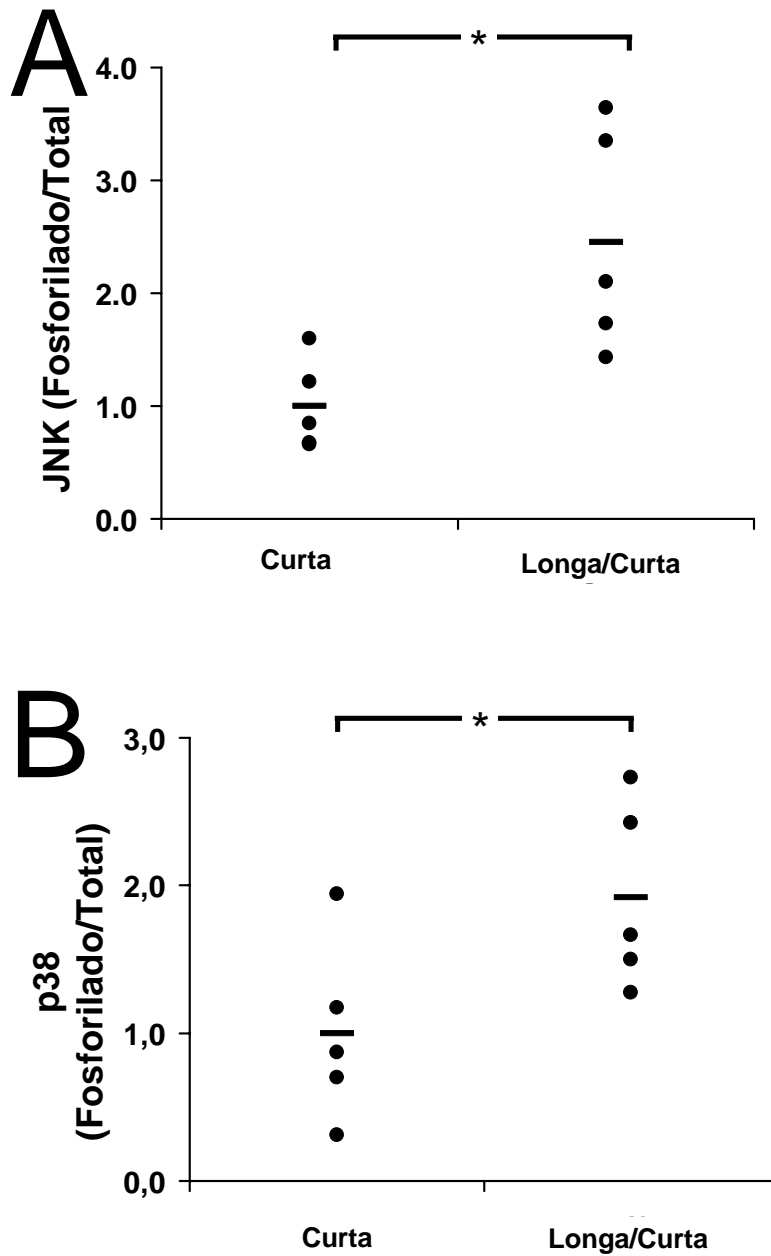 A
*
4.0
3.0
2.0
1.0
0.0
JNK (Fosforilado/Total
Curta
Longa/Curta
B
*
3,0
2,0
1,0
0,0
p38
(Fosforilado/Total)
Curta
Longa/Curta